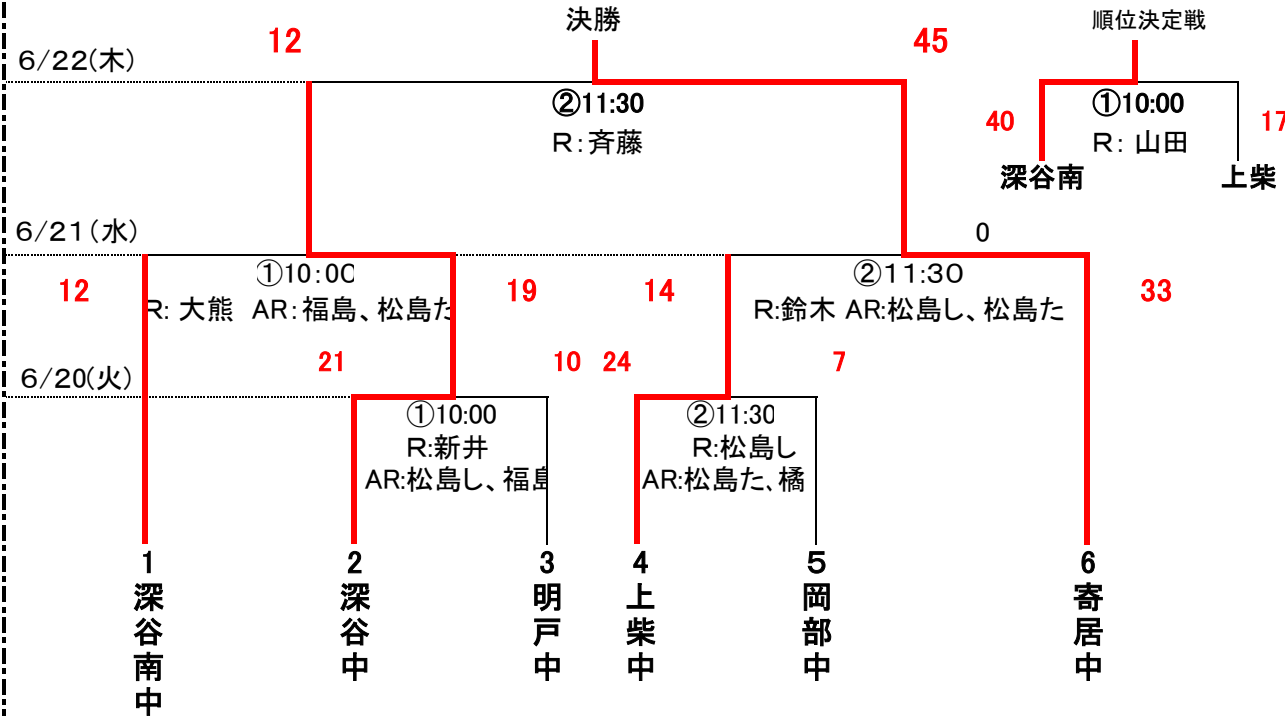 決勝
順位決定戦
12
45
6/22(木)
②11:30
R:斉藤
①10:00
R: 山田
40
17
深谷南
上柴
6/21(水)
0
①10:00
R: 大熊 AR:福島、松島た
②11:30
R:鈴木 AR:松島し、松島た
12
19
14
33
6/20(火)
21
10
24
7
①10:00
R:新井
AR:松島し、福島
②11:30
R:松島し
AR:松島た、橘
1
深谷南中
2
深谷中
3
明戸中
4
上柴中
5
岡部中
6
寄居中